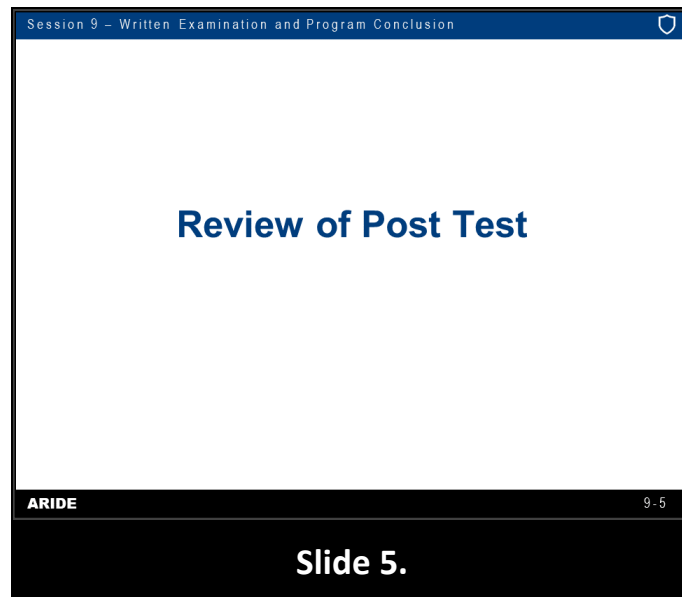 Session 9 – Written Examination and Program Conclusion
Review of Post Test
ARIDE 9-5
Slide 5.